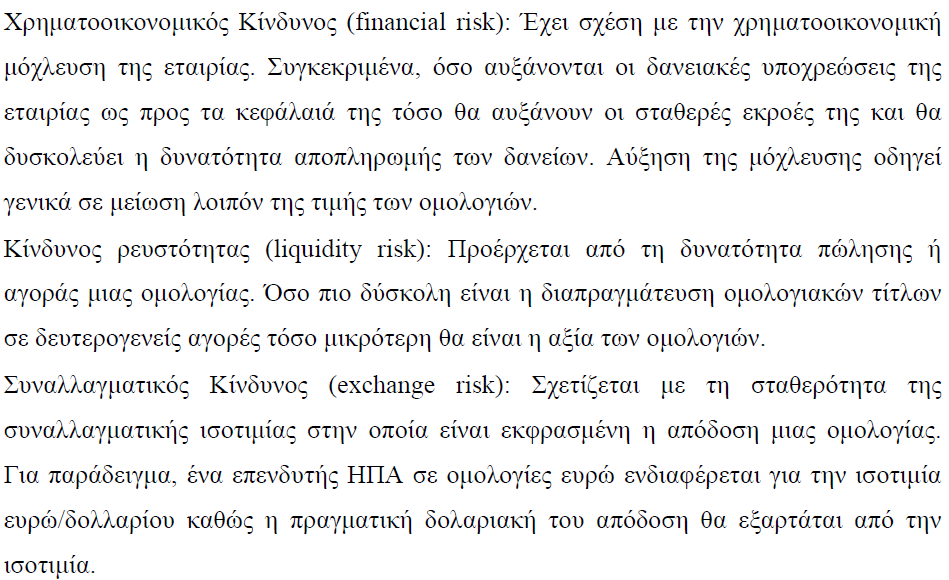 Χρηματοοικονομικός Κίνδυνος (financial risk): Έχει σχέση με την χρηματοοικονομική
μόχλευση της εταιρίας. Συγκεκριμένα, όσο αυξάνονται οι δανειακές υποχρεώσεις της
εταιρίας ως προς τα κεφάλαιά της τόσο θα αυξάνουν οι σταθερές εκροές της και θα
δυσκολεύει η δυνατότητα αποπληρωμής των δανείων. Αύξηση της μόχλευσης οδηγεί
γενικά σε μείωση λοιπόν της τιμής των ομολογιών.
Κίνδυνος ρευστότητας (liquidity risk): Προέρχεται από τη δυνατότητα πώλησης ή
αγοράς μιας ομολογίας. Όσο πιο δύσκολη είναι η διαπραγμάτευση ομολογιακών τίτλων
σε δευτερογενείς αγορές τόσο μικρότερη θα είναι η αξία των ομολογιών.
Συναλλαγματικός Κίνδυνος (exchange risk): Σχετίζεται με τη σταθερότητα της
συναλλαγματικής ισοτιμίας στην οποία είναι εκφρασμένη η απόδοση μιας ομολογίας.
Για παράδειγμα, ένα επενδυτής ΗΠΑ σε ομολογίες ευρώ ενδιαφέρεται για την ισοτιμία
ευρώ/δολλαρίου καθώς η πραγματική δολαριακή του απόδοση θα εξαρτάται από την
ισοτιμία.